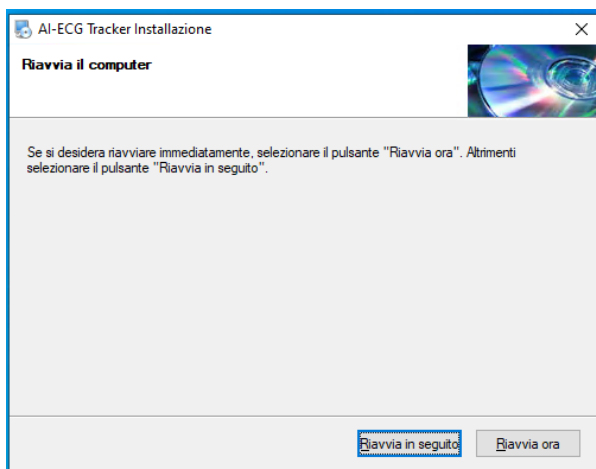 AI-ECG Tracker Installazione
Riavvia il computer
Se si desidera riavviare immediatamente, selezionare il pulsante "Riavvia ora". Altrimenti
selezionare il pulsante "Riavvia in seguito".
Riavvia in seguito
Riavvia ora